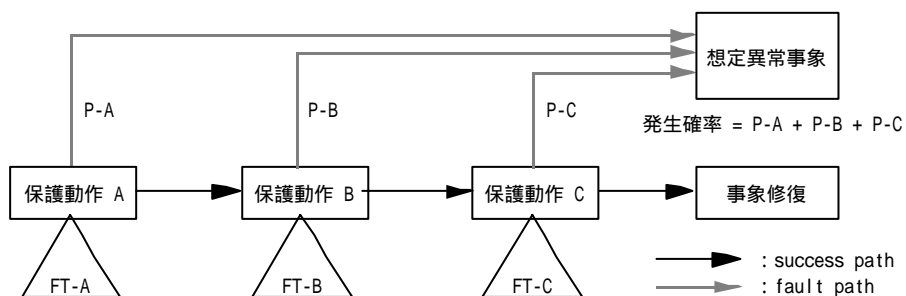 想定異常事象
P-A
P-B
P-C
発生確率 = P-A + P-B + P-C
保護動作 A
保護動作 B
保護動作 C
事象修復
FT-A
FT-B
FT-C
: success path
: fault path